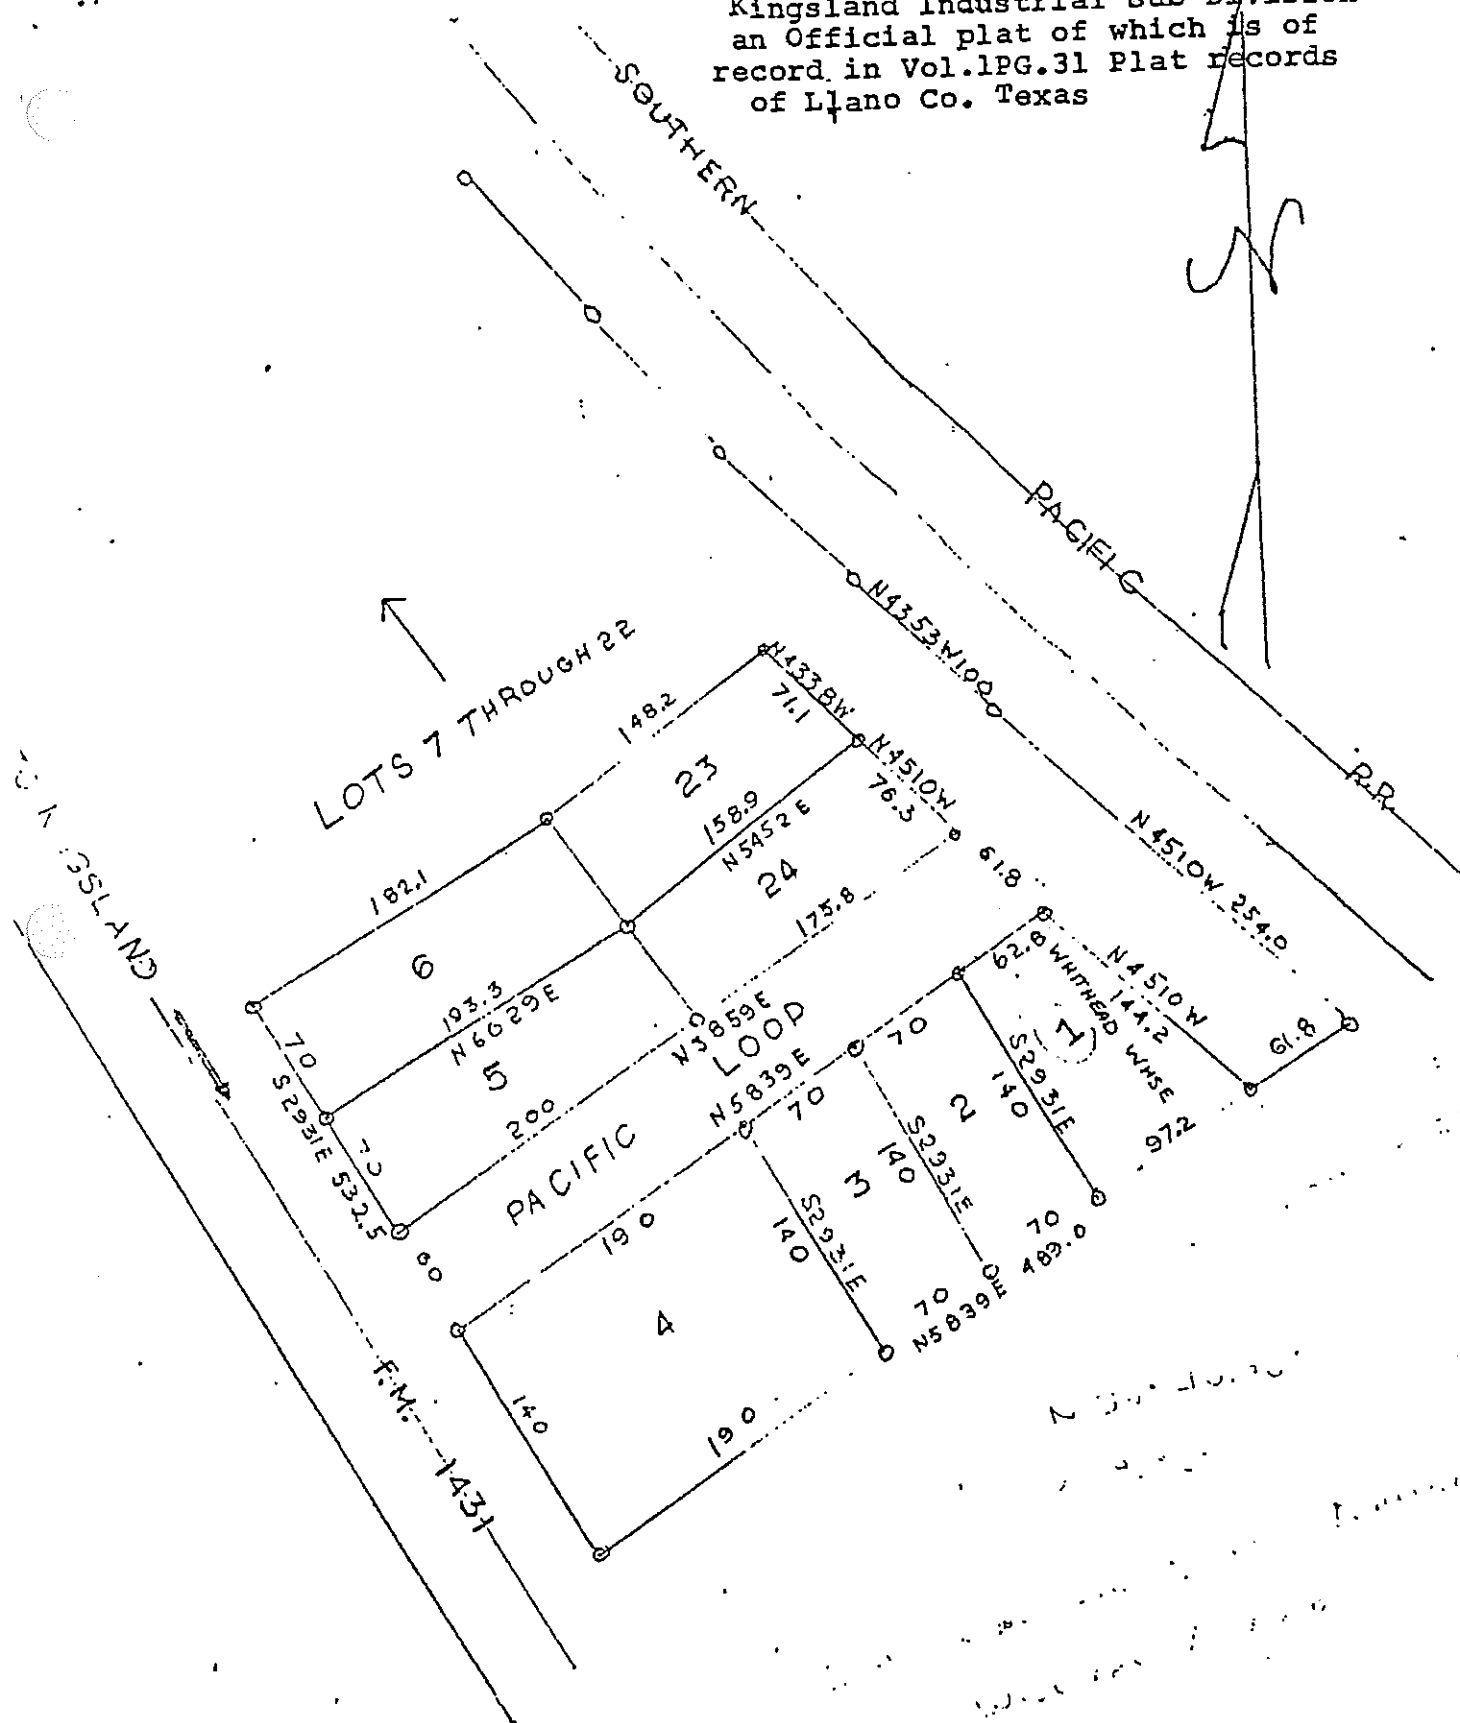 Kingsland Industrial Sub Division
an Official plat of which is of
record in Vol.1PG.31 Plat records
of Llano Co. Texas
SOUTHERN
N
PACIFIC
R.R.
N4353W100
N4338W
71.1
LOTS 7 THROUGH 22
148.2
23
N4510W
76.3
158.9
N5452E
24
N4510W 254.0
61.8
182.1
6
175.8
193.3
N6029E
62.8
WHITHEAD WHSE
N4510W
144.2
1
61.8
70
N3859E
LOOP
5
S2931E 532.5
70
200
N5839E
70
70
2
S2931E
140
97.2
PACIFIC
3
S2931E
140
60
190
S2931E
140
70
489.0
70
N5839E
4
140
190
F.M. 1431